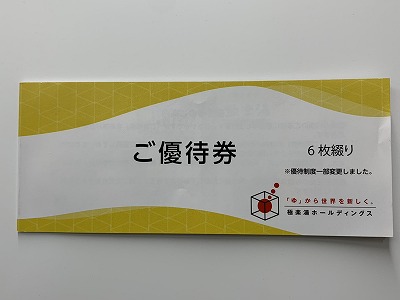 ご優待券
6枚綴り
※優待制度一部変更しました。
「ゆ」から世界を新しく。
極楽湯ホールディングス